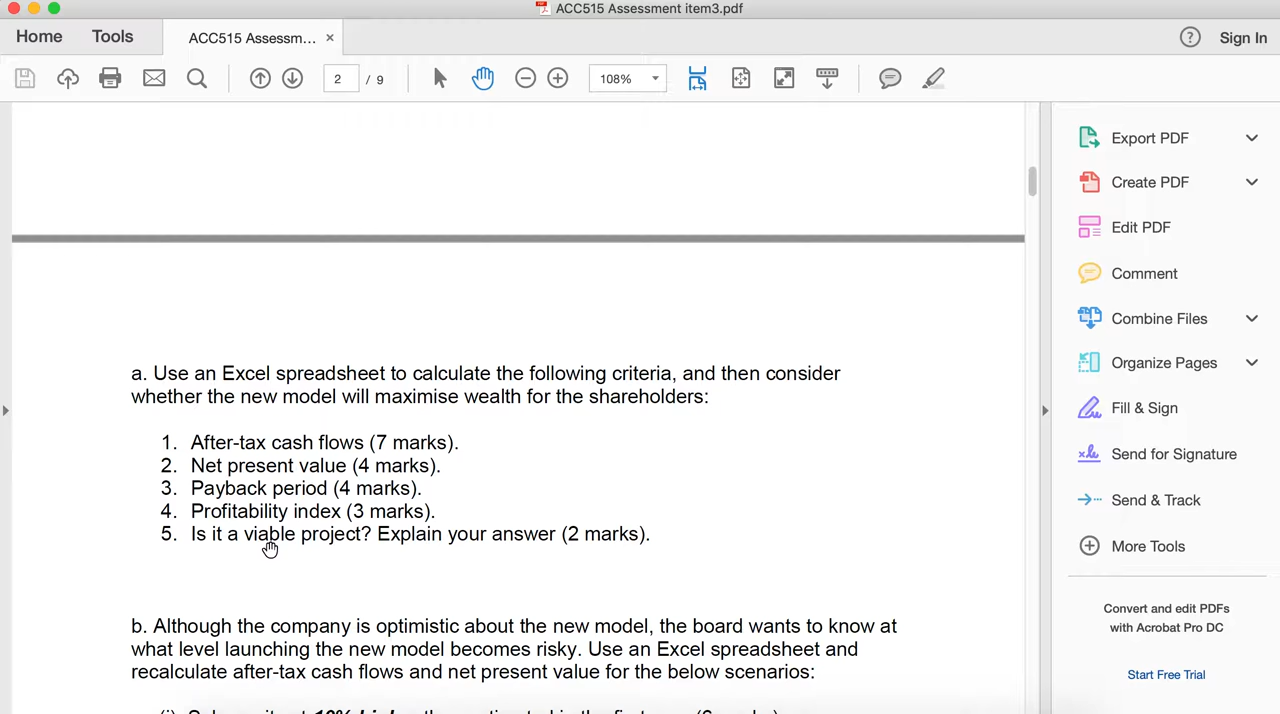 ACC515 Assessment item3.pdf
Home Tools ACC515 Assessm... × ? Sign In
2 / 9 108%
Export PDF
Create PDF
Edit PDF
Comment
Combine Files
Organize Pages
Fill & Sign
Send for Signature
Send & Track
More Tools
Convert and edit PDFs
with Acrobat Pro DC
Start Free Trial
a. Use an Excel spreadsheet to calculate the following criteria, and then consider
whether the new model will maximise wealth for the shareholders:
1. After-tax cash flows (7 marks).
2. Net present value (4 marks).
3. Payback period (4 marks).
4. Profitability index (3 marks).
5. Is it a viable project? Explain your answer (2 marks).
b. Although the company is optimistic about the new model, the board wants to know at
what level launching the new model becomes risky. Use an Excel spreadsheet and
recalculate after-tax cash flows and net present value for the below scenarios: